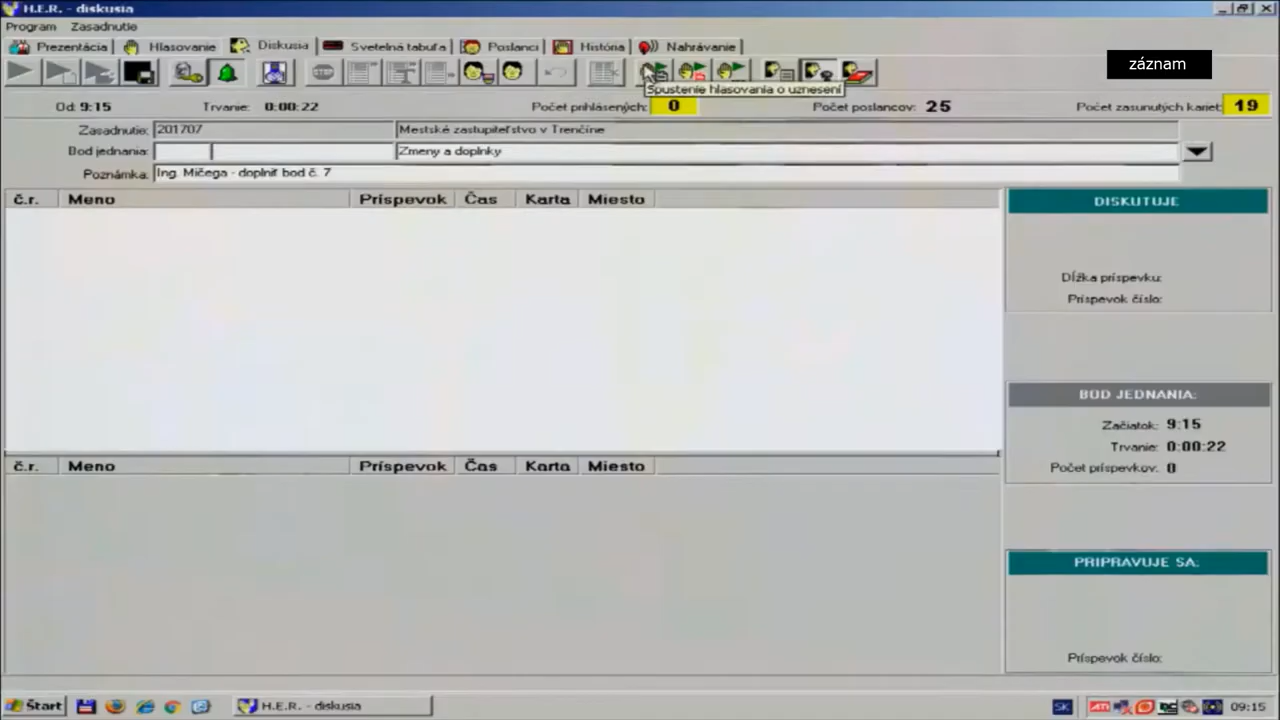 H.E.R. - diskusia
Program Zasadnutie
Prezentácia Hlasovanie Diskusia Svetelná tabuľa Poslanci História Nahrávanie
záznam
Spustenie hlasovania o uznesení
Od: 9:15 Trvanie: 0:00:22 Počet prihlásených: 0 Počet poslancov: 25 Počet zasunutých kariet: 19
Zasadnutie: 201707 Mestské zastupiteľstvo v Trenčíne
Bod jednania: Zmeny a doplnky
Poznámka: Ing. Mičega - doplniť bod č. 7
č.r. Meno Príspevok Čas Karta Miesto
DISKUTUJE
Dĺžka príspevku:
Príspevok číslo:
BOD JEDNANIA:
Začiatok: 9:15
Trvanie: 0:00:22
Počet príspevkov: 0
č.r. Meno Príspevok Čas Karta Miesto
PRIPRAVUJE SA:
Príspevok číslo:
Štart H.E.R. - diskusia SK ATI 09:15